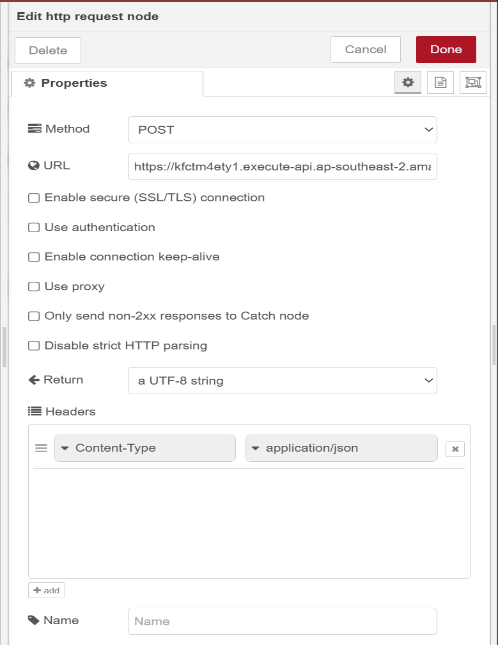 Edit http request node
Delete
Cancel
Done
Properties
Method
POST
URL
https://kfctm4ety1.execute-api.ap-southeast-2.ama
Enable secure (SSL/TLS) connection
Use authentication
Enable connection keep-alive
Use proxy
Only send non-2xx responses to Catch node
Disable strict HTTP parsing
Return
a UTF-8 string
Headers
Content-Type
application/json
add
Name
Name